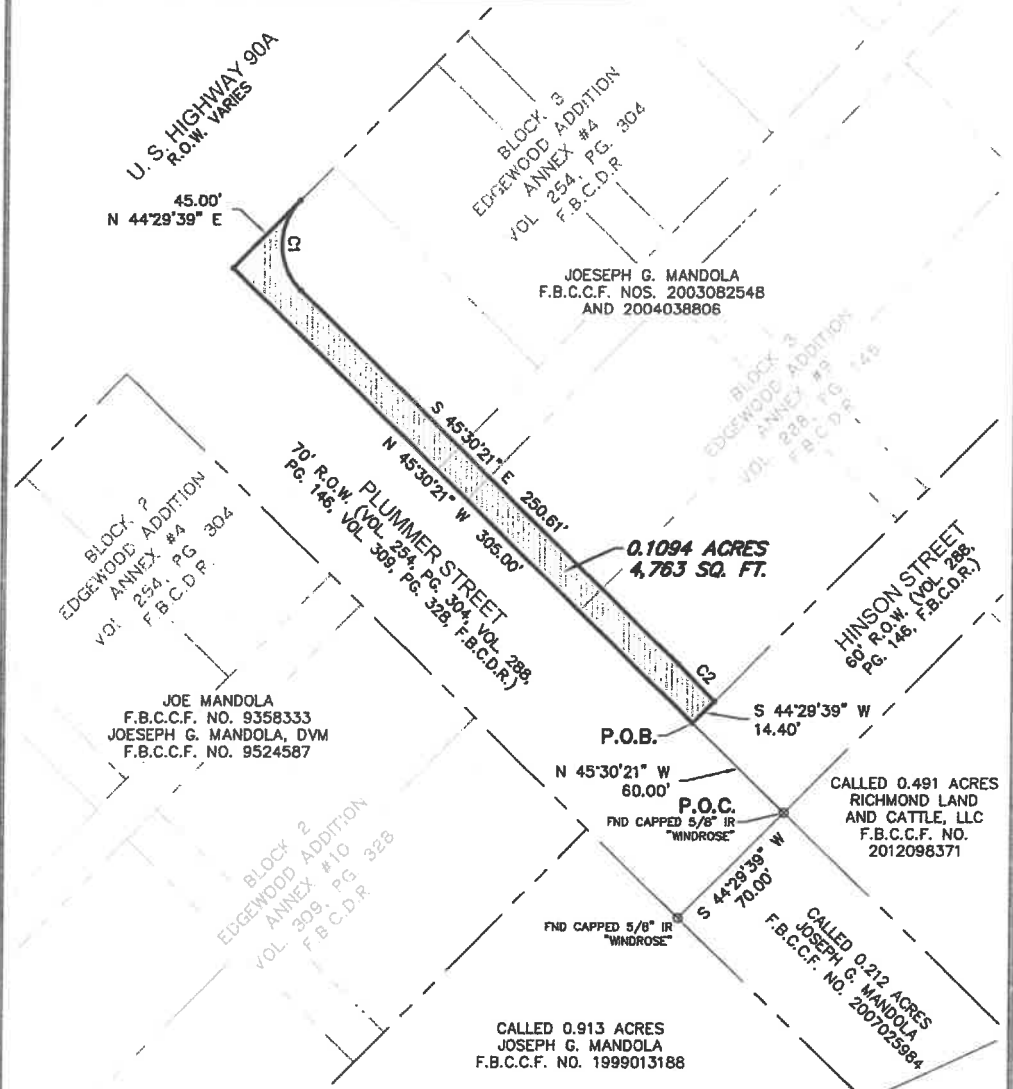 U. S. HIGHWAY 90A
R.O.W. VARIES
45.00'
N 44°29'39" E
C1
BLOCK 3
EDGEWOOD ADDITION
ANNEX #4
VOL 254, PG. 304
F.B.C.D.R
JOESEPH G. MANDOLA
F.B.C.C.F. NOS. 2003082548
AND 2004038806
BLOCK 3
EDGEWOOD ADDITION
ANNEX #9
VOL. 288, PG. 146
F.B.C.D.R.
S 45°30'21" E 250.61'
N 45°30'21" W 305.00'
PLUMMER STREET
70' R.O.W. (VOL. 254, PG. 304, VOL. 288,
PG. 146, VOL. 309, PG. 328, F.B.C.D.R.)
0.1094 ACRES
4,763 SQ. FT.
HINSON STREET
60' R.O.W. (VOL. 288,
PG. 146, F.B.C.D.R.)
BLOCK 2
EDGEWOOD ADDITION
ANNEX #4
VOL 254, PG 304
F.B.C.D.R.
JOE MANDOLA
F.B.C.C.F. NO. 9358333
JOESEPH G. MANDOLA, DVM
F.B.C.C.F. NO. 9524587
C2
S 44°29'39" W
14.40'
P.O.B.
N 45°30'21" W
60.00'
P.O.C.
FND CAPPED 5/8" IR
"WINDROSE"
CALLED 0.491 ACRES
RICHMOND LAND
AND CATTLE, LLC
F.B.C.C.F. NO.
2012098371
S 44°29'39" W
70.00'
FND CAPPED 5/8" IR
"WINDROSE"
BLOCK 2
EDGEWOOD ADDITION
ANNEX #10
VOL. 309, PG 328
F.B.C.D.R
CALLED 0.212 ACRES
JOSEPH G. MANDOLA
F.B.C.C.F. NO. 2007025984
CALLED 0.913 ACRES
JOSEPH G. MANDOLA
F.B.C.C.F. NO. 1999013188